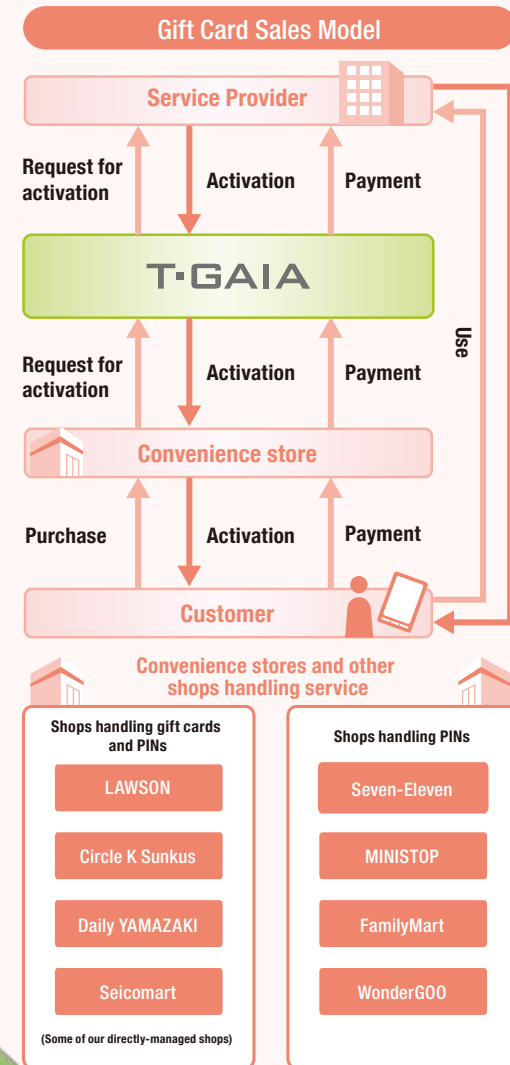 Gift Card Sales Model
Service Provider
Request for
activation
Activation
Payment
T-GAIA
Use
Request for
activation
Activation
Payment
Convenience store
Purchase
Activation
Payment
Customer
Convenience stores and other
shops handling service
Shops handling gift cards
and PINs
LAWSON
Circle K Sunkus
Daily YAMAZAKI
Seicomart
(Some of our directly-managed shops)
Shops handling PINs
Seven-Eleven
MINISTOP
FamilyMart
WonderGOO